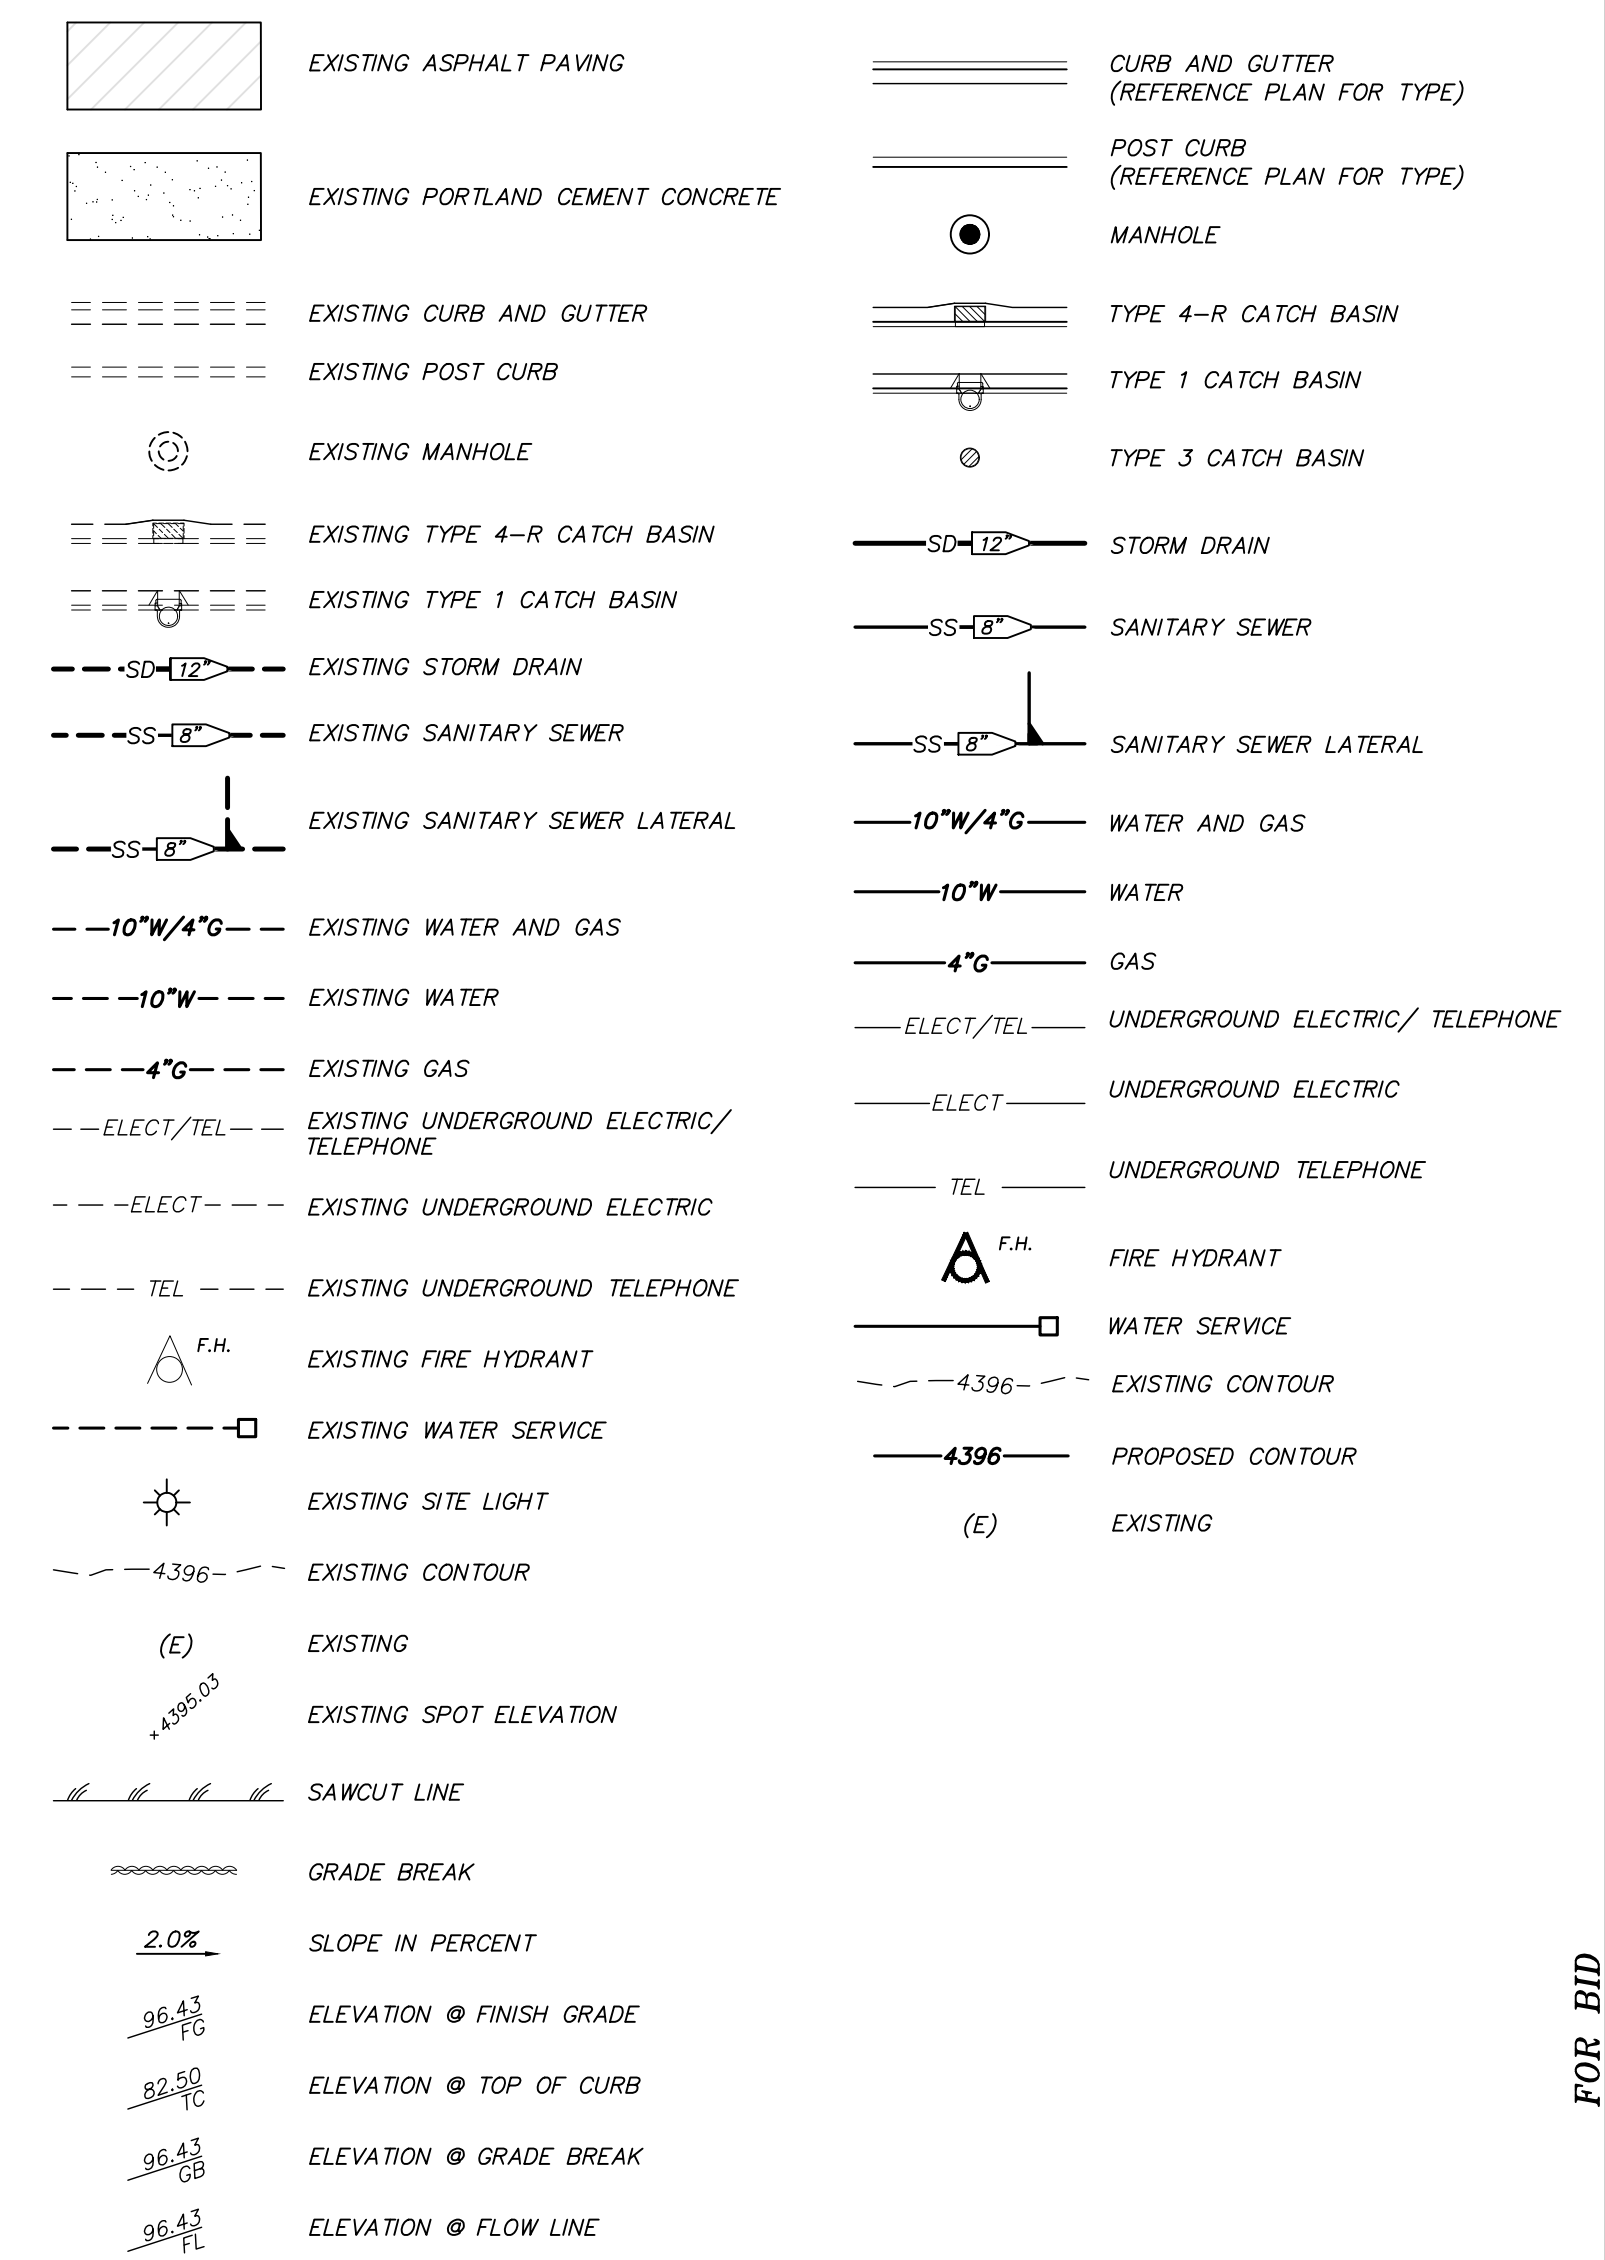 EXISTING ASPHALT PAVING
EXISTING PORTLAND CEMENT CONCRETE
EXISTING CURB AND GUTTER
EXISTING POST CURB
EXISTING MANHOLE
EXISTING TYPE 4-R CATCH BASIN
EXISTING TYPE 1 CATCH BASIN
SD 12" EXISTING STORM DRAIN
SS 8" EXISTING SANITARY SEWER
EXISTING SANITARY SEWER LATERAL
SS 8"
10"W/4"G EXISTING WATER AND GAS
10"W EXISTING WATER
4"G EXISTING GAS
ELECT/TEL EXISTING UNDERGROUND ELECTRIC/
TELEPHONE
ELECT EXISTING UNDERGROUND ELECTRIC
TEL EXISTING UNDERGROUND TELEPHONE
F.H. EXISTING FIRE HYDRANT
EXISTING WATER SERVICE
EXISTING SITE LIGHT
4396 EXISTING CONTOUR
(E) EXISTING
+4395.03 EXISTING SPOT ELEVATION
SAWCUT LINE
GRADE BREAK
2.0% SLOPE IN PERCENT
96.43
FG ELEVATION @ FINISH GRADE
82.50
TC ELEVATION @ TOP OF CURB
96.43
GB ELEVATION @ GRADE BREAK
96.43
FL ELEVATION @ FLOW LINE
CURB AND GUTTER
(REFERENCE PLAN FOR TYPE)
POST CURB
(REFERENCE PLAN FOR TYPE)
MANHOLE
TYPE 4-R CATCH BASIN
TYPE 1 CATCH BASIN
TYPE 3 CATCH BASIN
SD 12" STORM DRAIN
SS 8" SANITARY SEWER
SS 8" SANITARY SEWER LATERAL
10"W/4"G WATER AND GAS
10"W WATER
4"G GAS
ELECT/TEL UNDERGROUND ELECTRIC/ TELEPHONE
ELECT UNDERGROUND ELECTRIC
TEL UNDERGROUND TELEPHONE
F.H. FIRE HYDRANT
WATER SERVICE
4396 EXISTING CONTOUR
4396 PROPOSED CONTOUR
(E) EXISTING
FOR BID